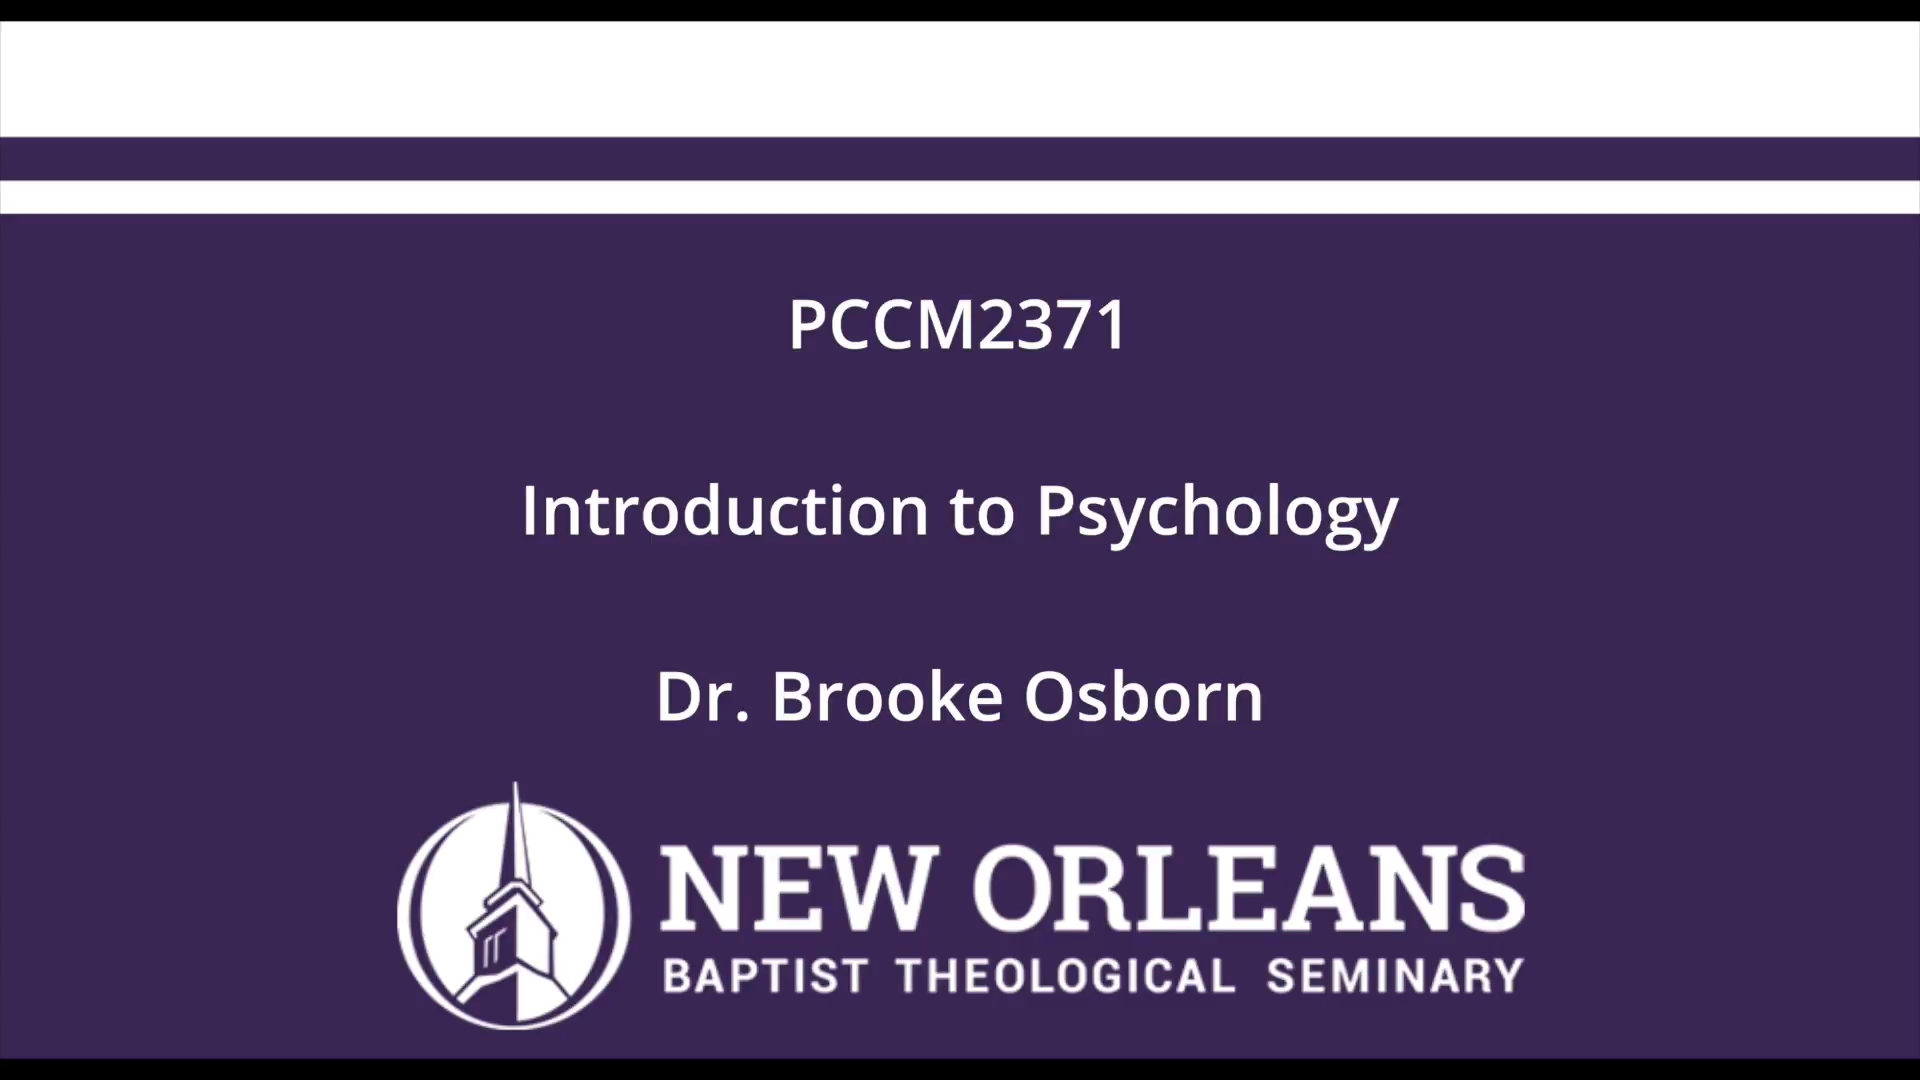 PCCM2371
Introduction to Psychology
Dr. Brooke Osborn
NEW ORLEANS
BAPTIST THEOLOGICAL SEMINARY